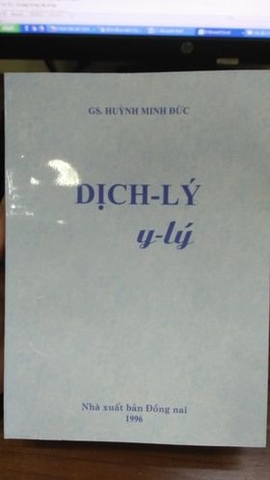 GS. HUỲNH MINH ĐỨC
DỊCH-LÝ
y-lý
Nhà xuất bản Đồng nai
1996